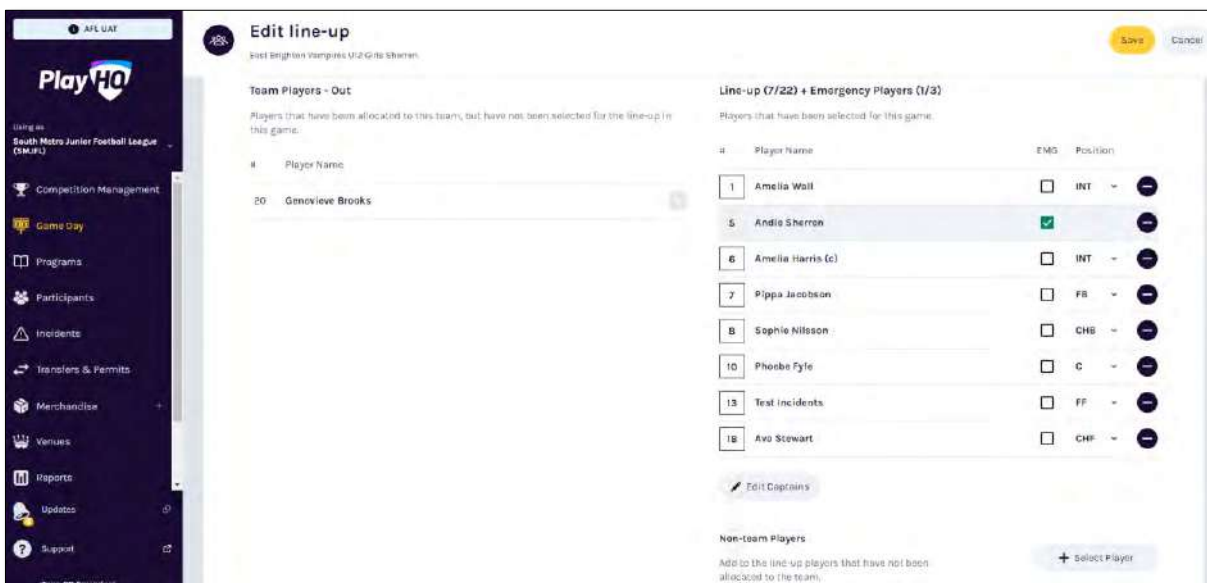 AFL UAT
PlayHQ
Using as
South Metro Junior Football League
(SMJFL)
Competition Management
Game Day
Programs
Participants
Incidents
Transfers & Permits
Merchandise +
Venues
Reports
Updates
Support
Edit line-up
East Brighton Vampires U12 Girls Sherren
Save
Cancel
Team Players - Out
Players that have been allocated to this team, but have not been selected for the line-up in
this game.
# Player Name
20 Genevieve Brooks
Line-up (7/22) + Emergency Players (1/3)
Players that have been selected for this game.
# Player Name EMG Position
1 Amelia Wall INT
5 Andie Sherren
6 Amelia Harris (c) INT
7 Pippa Jacobson FB
8 Sophie Nilsson CHB
10 Phoebe Fyfe C
13 Test Incidents FF
18 Ava Stewart CHF
Edit Captains
Non-team Players
Add to the line-up players that have not been
allocated to the team.
+ Select Player